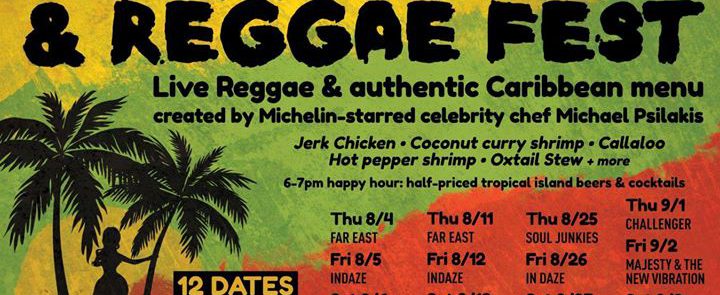 & REGGAE FEST
Live Reggae & authentic Caribbean menu
created by Michelin-starred celebrity chef Michael Psilakis
Jerk Chicken • Coconut curry shrimp • Callaloo
Hot pepper shrimp • Oxtail Stew + more
6-7pm happy hour: half-priced tropical island beers & cocktails
Thu 8/4
FAR EAST
Fri 8/5
INDAZE
Thu 8/11
FAR EAST
Fri 8/12
INDAZE
Thu 8/25
SOUL JUNKIES
Fri 8/26
IN DAZE
Thu 9/1
CHALLENGER
Fri 9/2
MAJESTY & THE
NEW VIBRATION
12 DATES